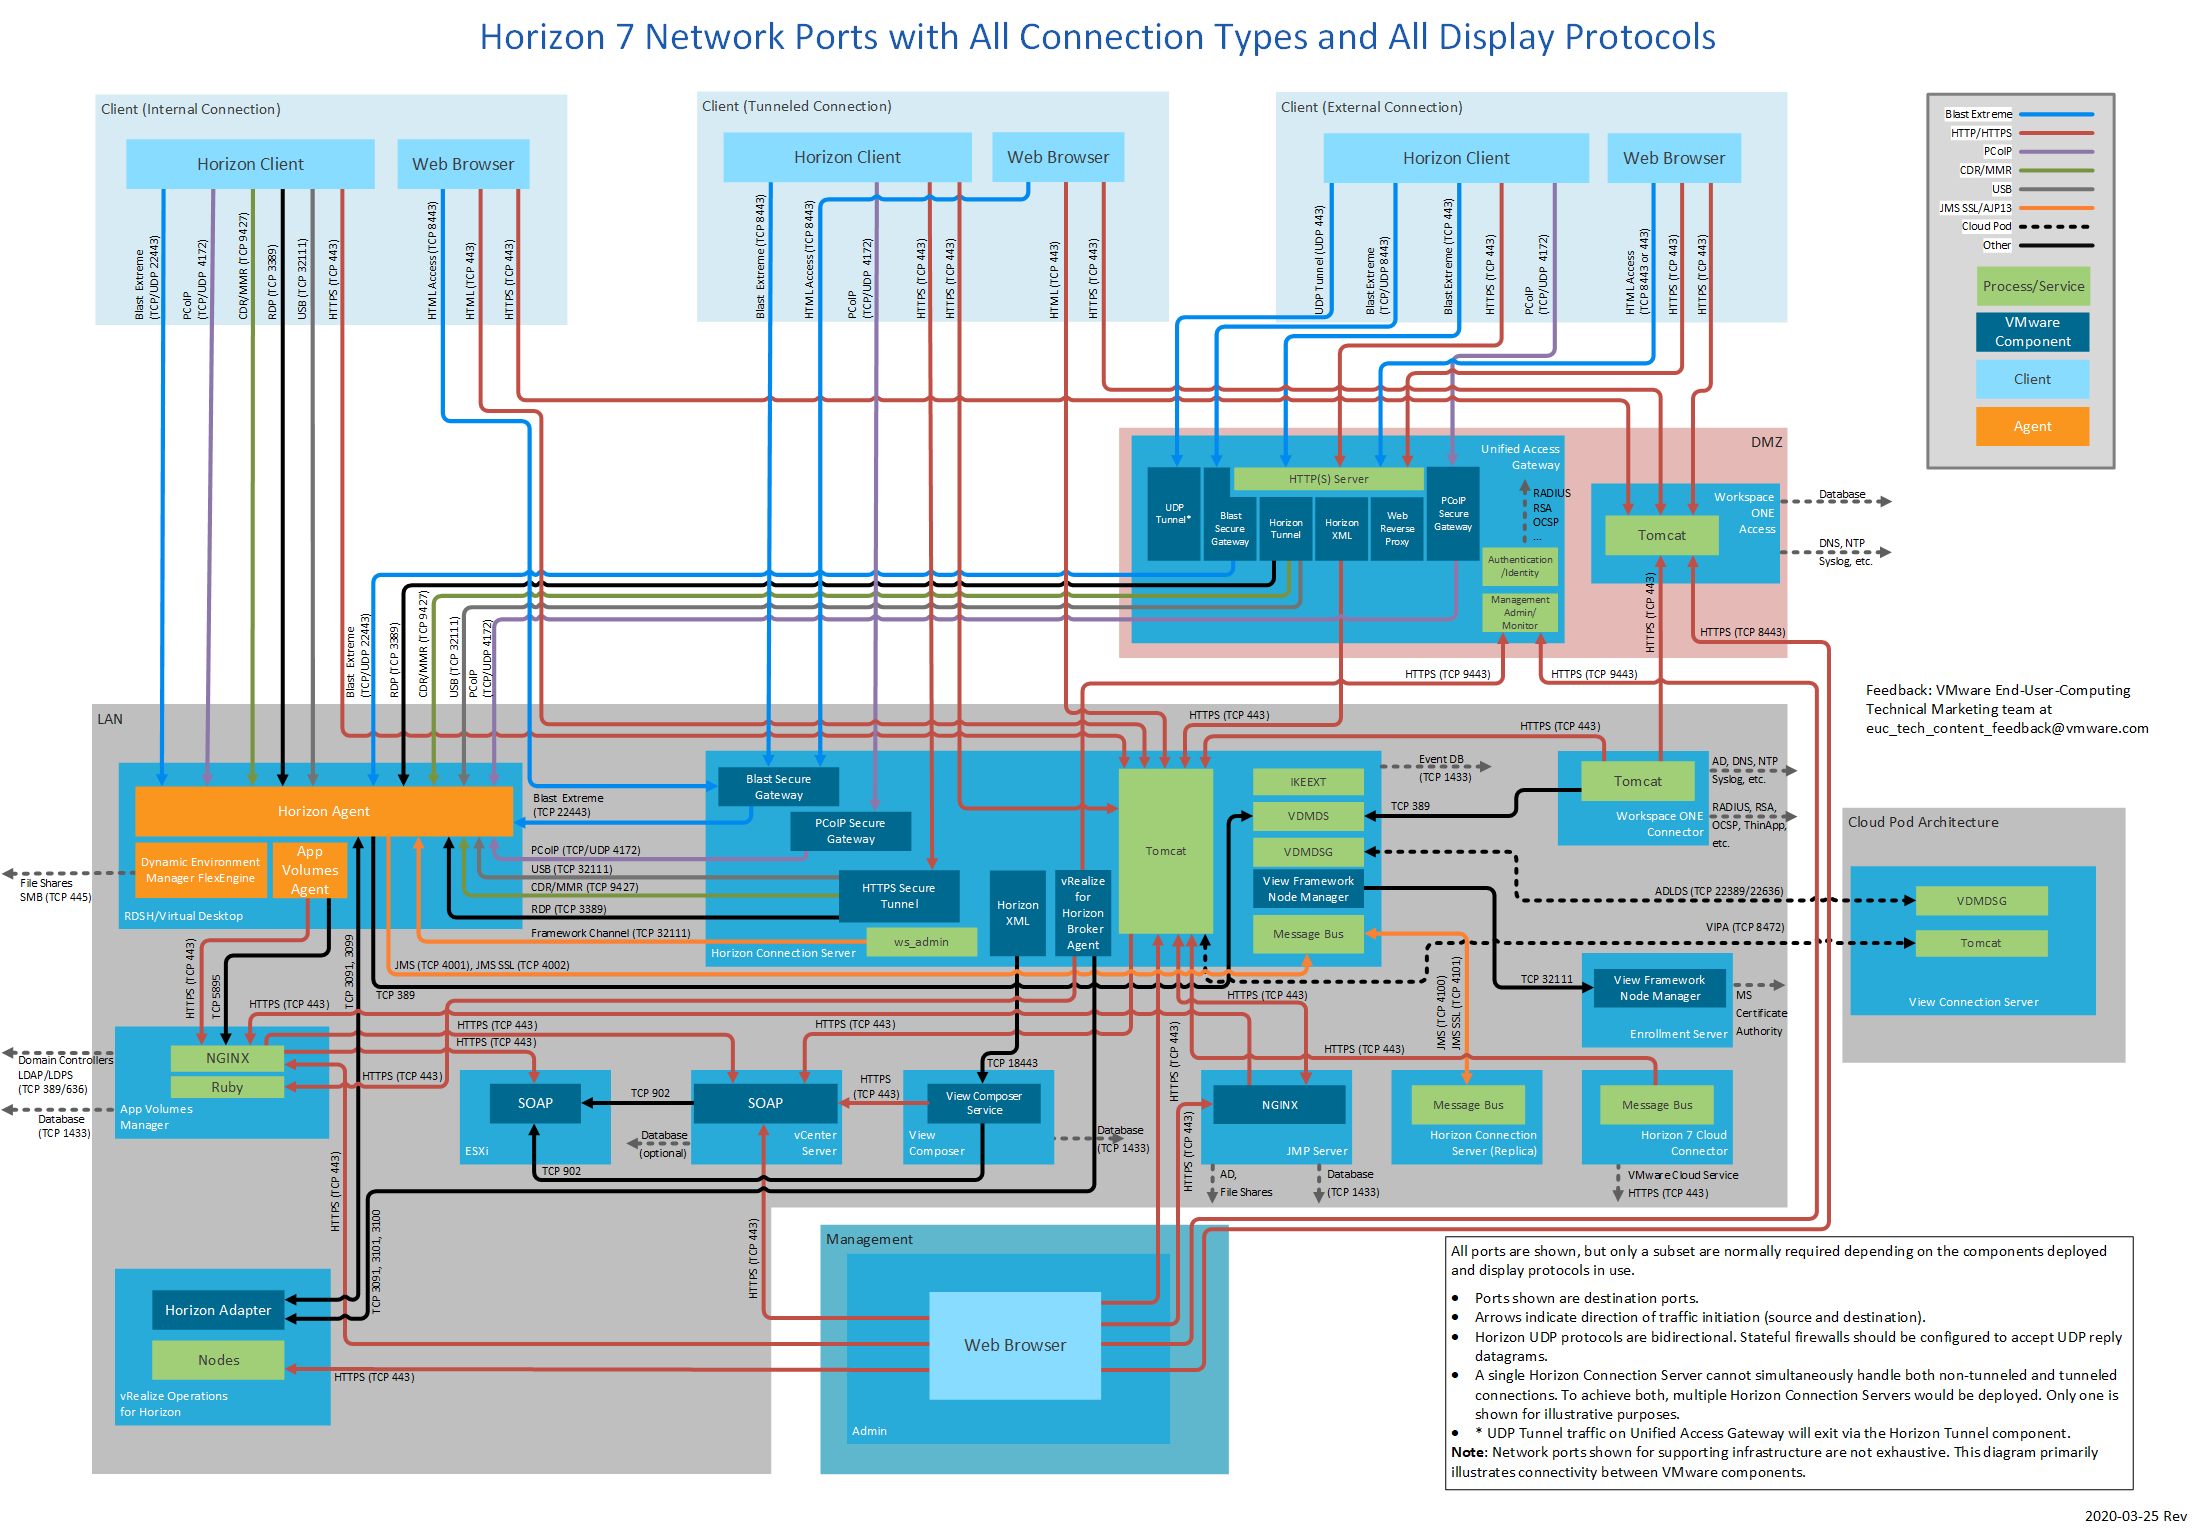 Horizon 7 Network Ports with All Connection Types and All Display Protocols
Client (Internal Connection)
Horizon Client
Web Browser
Blast Extreme
(TCP/UDP 22443)
PCoIP
(TCP/UDP 4172)
CDR/MMR (TCP 9427)
RDP (TCP 3389)
USB (TCP 32111)
HTTPS (TCP 443)
HTML Access (TCP 8443)
HTML (TCP 443)
HTTPS (TCP 443)
Client (Tunneled Connection)
Horizon Client
Web Browser
Blast Extreme (TCP 8443)
HTML Access (TCP 8443)
PCoIP
(TCP/UDP 4172)
HTTPS (TCP 443)
HTTPS (TCP 443)
HTML (TCP 443)
HTTPS (TCP 443)
Client (External Connection)
Horizon Client
Web Browser
UDP Tunnel (UDP 443)
Blast Extreme
(TCP/UDP 8443)
Blast Extreme (TCP 443)
HTTPS (TCP 443)
PCoIP
(TCP/UDP 4172)
HTML Access
(TCP 8443 or 443)
HTTPS (TCP 443)
HTTPS (TCP 443)
Blast Extreme
HTTP/HTTPS
PCoIP
CDR/MMR
USB
JMS SSL/AJP13
Cloud Pod
Other
Process/Service
VMware
Component
Client
Agent
DMZ
Unified Access
Gateway
HTTP(S) Server
UDP
Tunnel*
Blast
Secure
Gateway
Horizon
Tunnel
Horizon
XML
Web
Reverse
Proxy
PCoIP
Secure
Gateway
RADIUS
RSA
OCSP
...
Authentication
/Identity
Management
Admin/
Monitor
Workspace
ONE
Access
Tomcat
Database
DNS, NTP
Syslog, etc.
HTTPS (TCP 443)
HTTPS (TCP 8443)
HTTPS (TCP 9443)
HTTPS (TCP 9443)
Feedback: VMware End-User-Computing
Technical Marketing team at
euc_tech_content_feedback@vmware.com
Blast Extreme
(TCP/UDP 22443)
RDP (TCP 3389)
CDR/MMR (TCP 9427)
USB (TCP 32111)
PCoIP
(TCP/UDP 4172)
LAN
HTTPS (TCP 443)
HTTPS (TCP 443)
Horizon Agent
Dynamic Environment
Manager FlexEngine
App
Volumes
Agent
RDSH/Virtual Desktop
File Shares
SMB (TCP 445)
Blast Extreme
(TCP 22443)
PCoIP (TCP/UDP 4172)
USB (TCP 32111)
CDR/MMR (TCP 9427)
RDP (TCP 3389)
Framework Channel (TCP 32111)
JMS (TCP 4001), JMS SSL (TCP 4002)
TCP 389
Blast Secure
Gateway
PCoIP Secure
Gateway
HTTPS Secure
Tunnel
ws_admin
Horizon Connection Server
Horizon
XML
vRealize
for
Horizon
Broker
Agent
Tomcat
IKEEXT
VDMDS
VDMDSG
View Framework
Node Manager
Message Bus
Event DB
(TCP 1433)
TCP 389
Tomcat
Workspace ONE
Connector
AD, DNS, NTP
Syslog, etc.
RADIUS, RSA,
OCSP, ThinApp,
etc.
Cloud Pod Architecture
VDMDSG
Tomcat
View Connection Server
ADLDS (TCP 22389/22636)
VIPA (TCP 8472)
TCP 32111
View Framework
Node Manager
Enrollment Server
MS
Certificate
Authority
HTTPS (TCP 443)
TCP 5895
TCP 3091, 3099
HTTPS (TCP 443)
HTTPS (TCP 443)
HTTPS (TCP 443)
HTTPS (TCP 443)
HTTPS (TCP 443)
HTTPS (TCP 443)
HTTPS (TCP 443)
HTTPS (TCP 443)
JMS (TCP 4100)
JMS SSL (TCP 4101)
NGINX
Ruby
App Volumes
Manager
Domain Controllers
LDAP/LDPS
(TCP 389/636)
Database
(TCP 1433)
SOAP
ESXi
TCP 902
TCP 902
SOAP
vCenter
Server
Database
(optional)
HTTPS
(TCP 443)
TCP 18443
View Composer
Service
View
Composer
Database
(TCP 1433)
HTTPS (TCP 443)
NGINX
JMP Server
AD,
File Shares
Database
(TCP 1433)
Message Bus
Horizon Connection
Server (Replica)
Message Bus
Horizon 7 Cloud
Connector
VMware Cloud Service
HTTPS (TCP 443)
HTTPS (TCP 443)
TCP 3091, 3101, 3100
HTTPS (TCP 443)
Horizon Adapter
Nodes
vRealize Operations
for Horizon
HTTPS (TCP 443)
Management
Web Browser
Admin
All ports are shown, but only a subset are normally required depending on the components deployed
and display protocols in use.
• Ports shown are destination ports.
• Arrows indicate direction of traffic initiation (source and destination).
• Horizon UDP protocols are bidirectional. Stateful firewalls should be configured to accept UDP reply
datagrams.
• A single Horizon Connection Server cannot simultaneously handle both non-tunneled and tunneled
connections. To achieve both, multiple Horizon Connection Servers would be deployed. Only one is
shown for illustrative purposes.
• * UDP Tunnel traffic on Unified Access Gateway will exit via the Horizon Tunnel component.
Note: Network ports shown for supporting infrastructure are not exhaustive. This diagram primarily
illustrates connectivity between VMware components.
2020-03-25 Rev